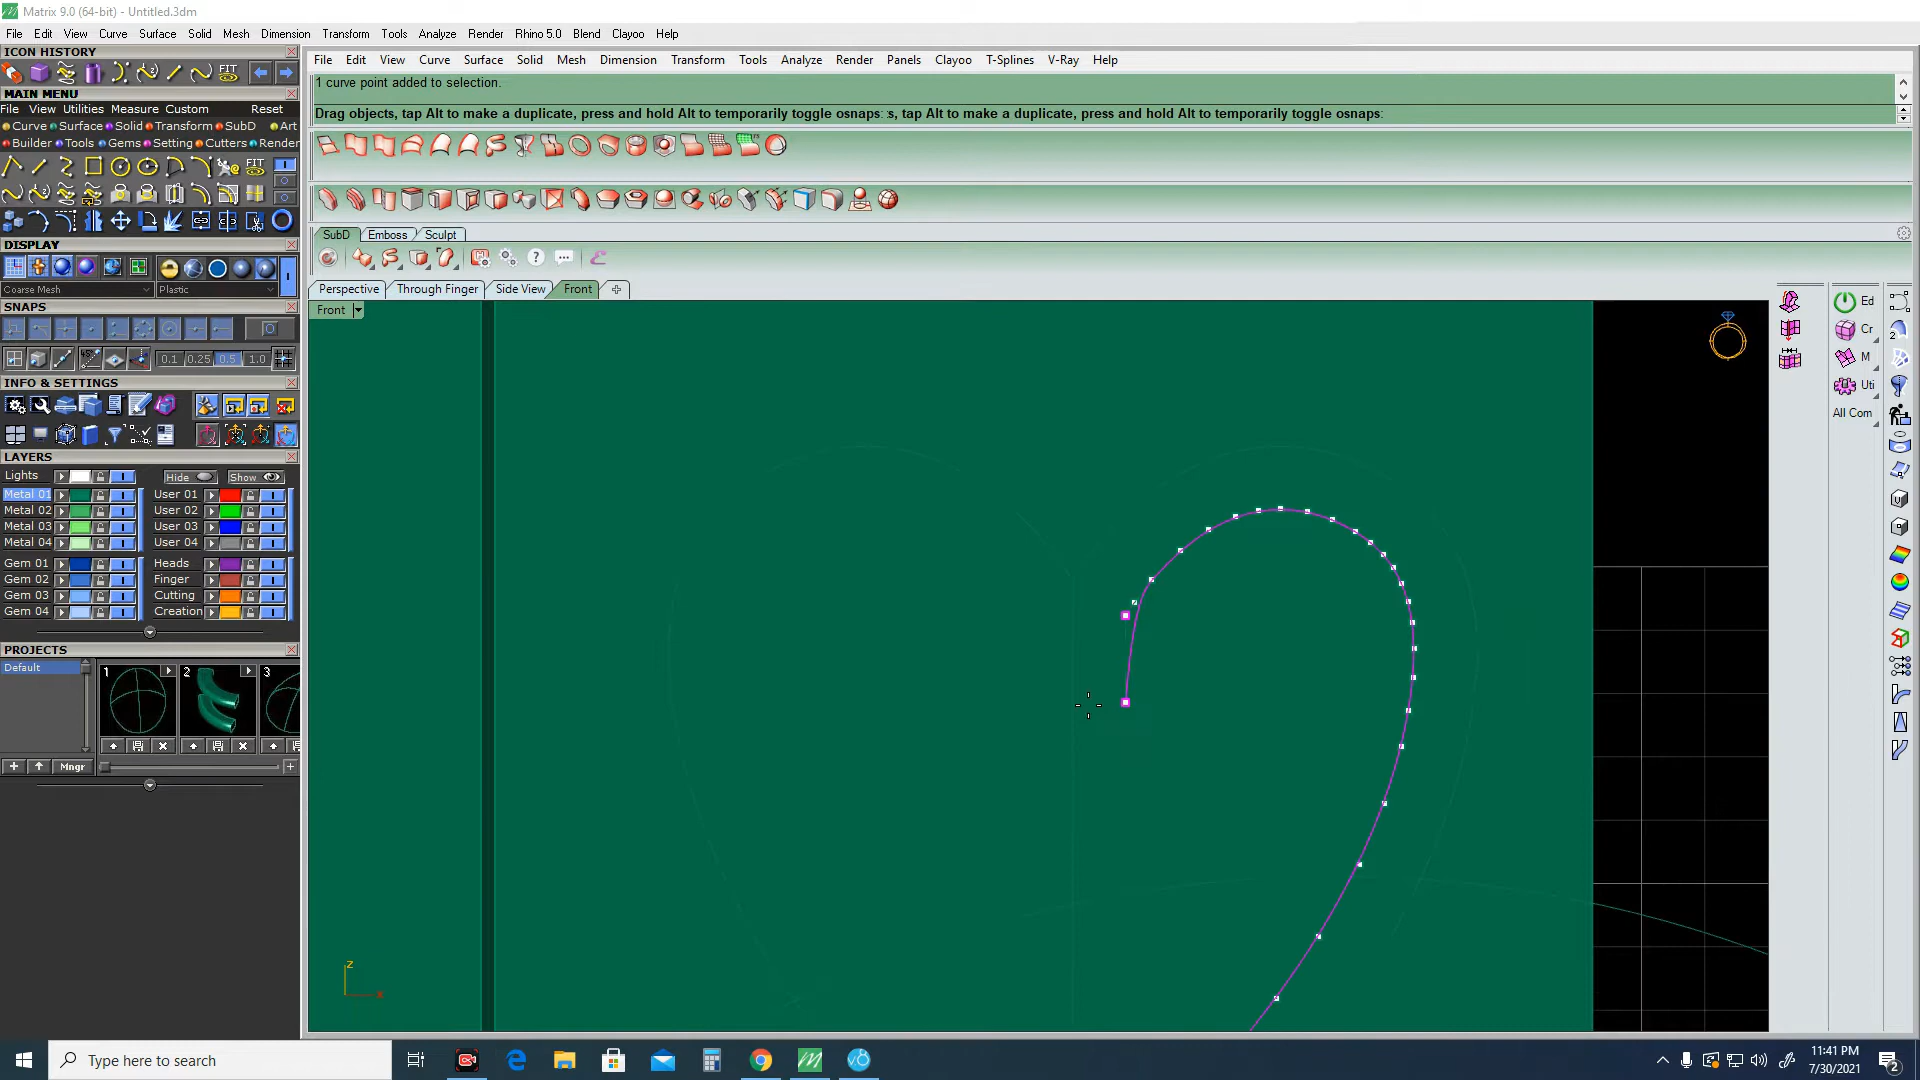 Matrix 9.0 (64-bit) - Untitled.3dm
File Edit View Curve Surface Solid Mesh Dimension Transform Tools Analyze Render Rhino 5.0 Blend Clayoo Help
ICON HISTORY
FIT
MAIN MENU
File View Utilities Measure Custom Reset
Curve Surface Solid Transform SubD Art
Builder Tools Gems Setting Cutters Render
FIT
DISPLAY
Coarse Mesh Plastic
SNAPS
0.1 0.25 0.5 1.0
INFO & SETTINGS
LAYERS
Lights Hide Show
Metal 01 User 01
Metal 02 User 02
Metal 03 User 03
Metal 04 User 04
Gem 01 Heads
Gem 02 Finger
Gem 03 Cutting
Gem 04 Creation
PROJECTS
Default 1 2 3
Mngr
File Edit View Curve Surface Solid Mesh Dimension Transform Tools Analyze Render Panels Clayoo T-Splines V-Ray Help
1 curve point added to selection.
Drag objects, tap Alt to make a duplicate, press and hold Alt to temporarily toggle osnaps: s, tap Alt to make a duplicate, press and hold Alt to temporarily toggle osnaps:
SubD Emboss Sculpt
Perspective Through Finger Side View Front
Front
z
x
Ed
Cr
M
Uti
All Com
Type here to search
11:41 PM
7/30/2021
2